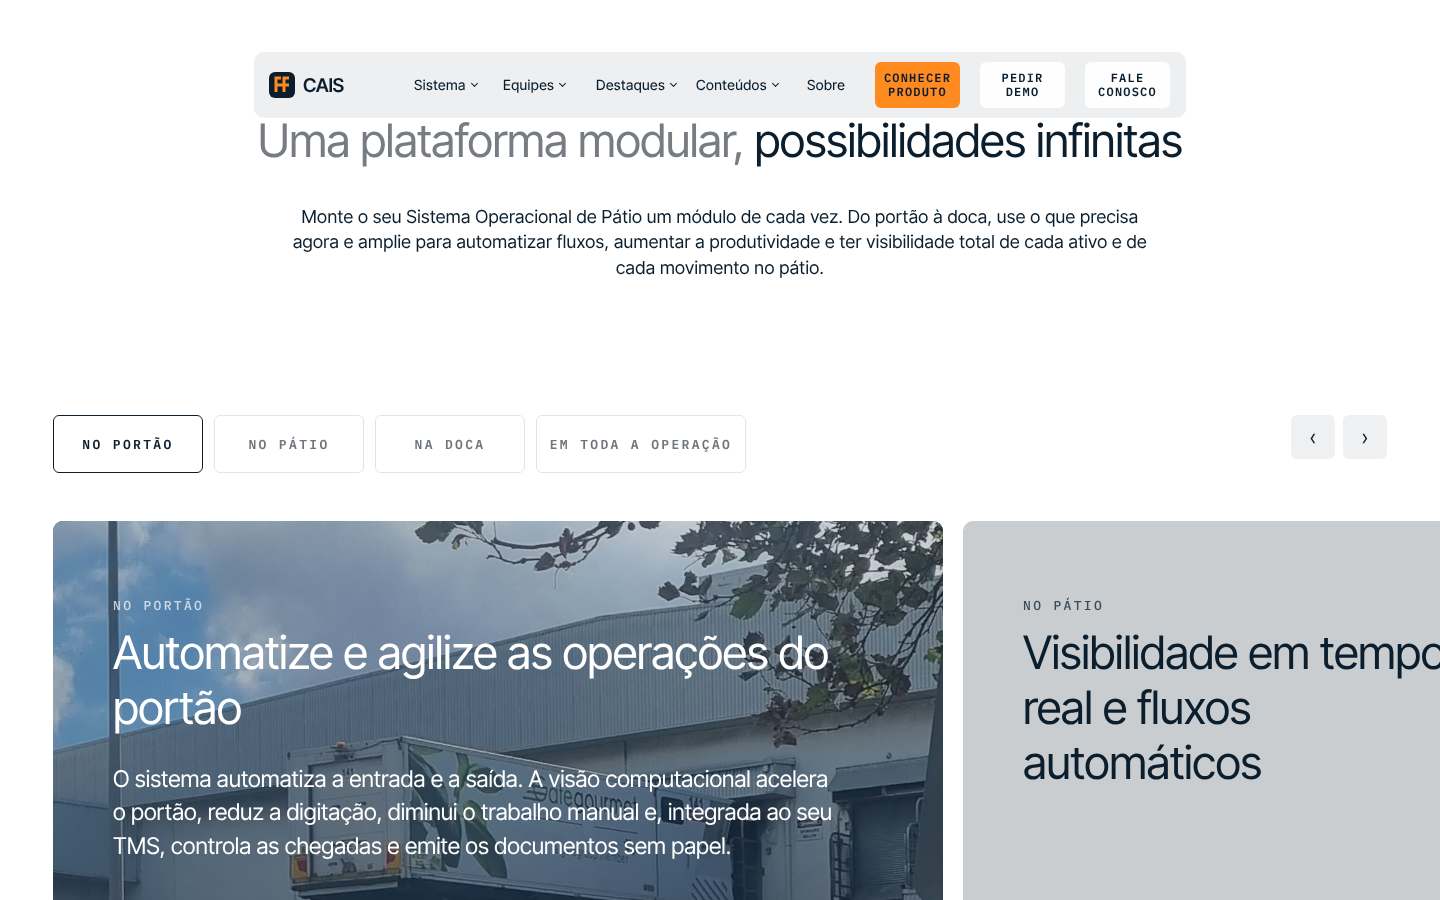 CAIS
Sistema
Equipes
Destaques
Conteúdos
Sobre
CONHECER
PRODUTO
PEDIR
DEMO
FALE
CONOSCO
Uma plataforma modular, possibilidades infinitas
Monte o seu Sistema Operacional de Pátio um módulo de cada vez. Do portão à doca, use o que precisa
agora e amplie para automatizar fluxos, aumentar a produtividade e ter visibilidade total de cada ativo e de
cada movimento no pátio.
NO PORTÃO
NO PÁTIO
NA DOCA
EM TODA A OPERAÇÃO
NO PORTÃO
Automatize e agilize as operações do
portão
O sistema automatiza a entrada e a saída. A visão computacional acelera
o portão, reduz a digitação, diminui o trabalho manual e, integrada ao seu
TMS, controla as chegadas e emite os documentos sem papel.
gategourmet
NO PÁTIO
Visibilidade em tempo
real e fluxos
automáticos